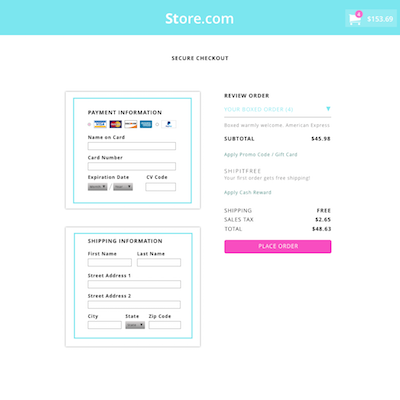 Store.com
4
$153.69
SECURE CHECKOUT
PAYMENT INFORMATION
VISA
PayPal
Name on Card
Card Number
Expiration Date CV Code
Month / Year
SHIPPING INFORMATION
First Name Last Name
Street Address 1
Street Address 2
City State Zip Code
REVIEW ORDER
YOUR BOXED ORDER (4)
Boxed warmly welcome: American Express
SUBTOTAL $45.98
Apply Promo Code / Gift Card
SHIPITFREE
Your first order gets free shipping!
Apply Cash Reward
SHIPPING FREE
SALES TAX $2.65
TOTAL $48.63
PLACE ORDER